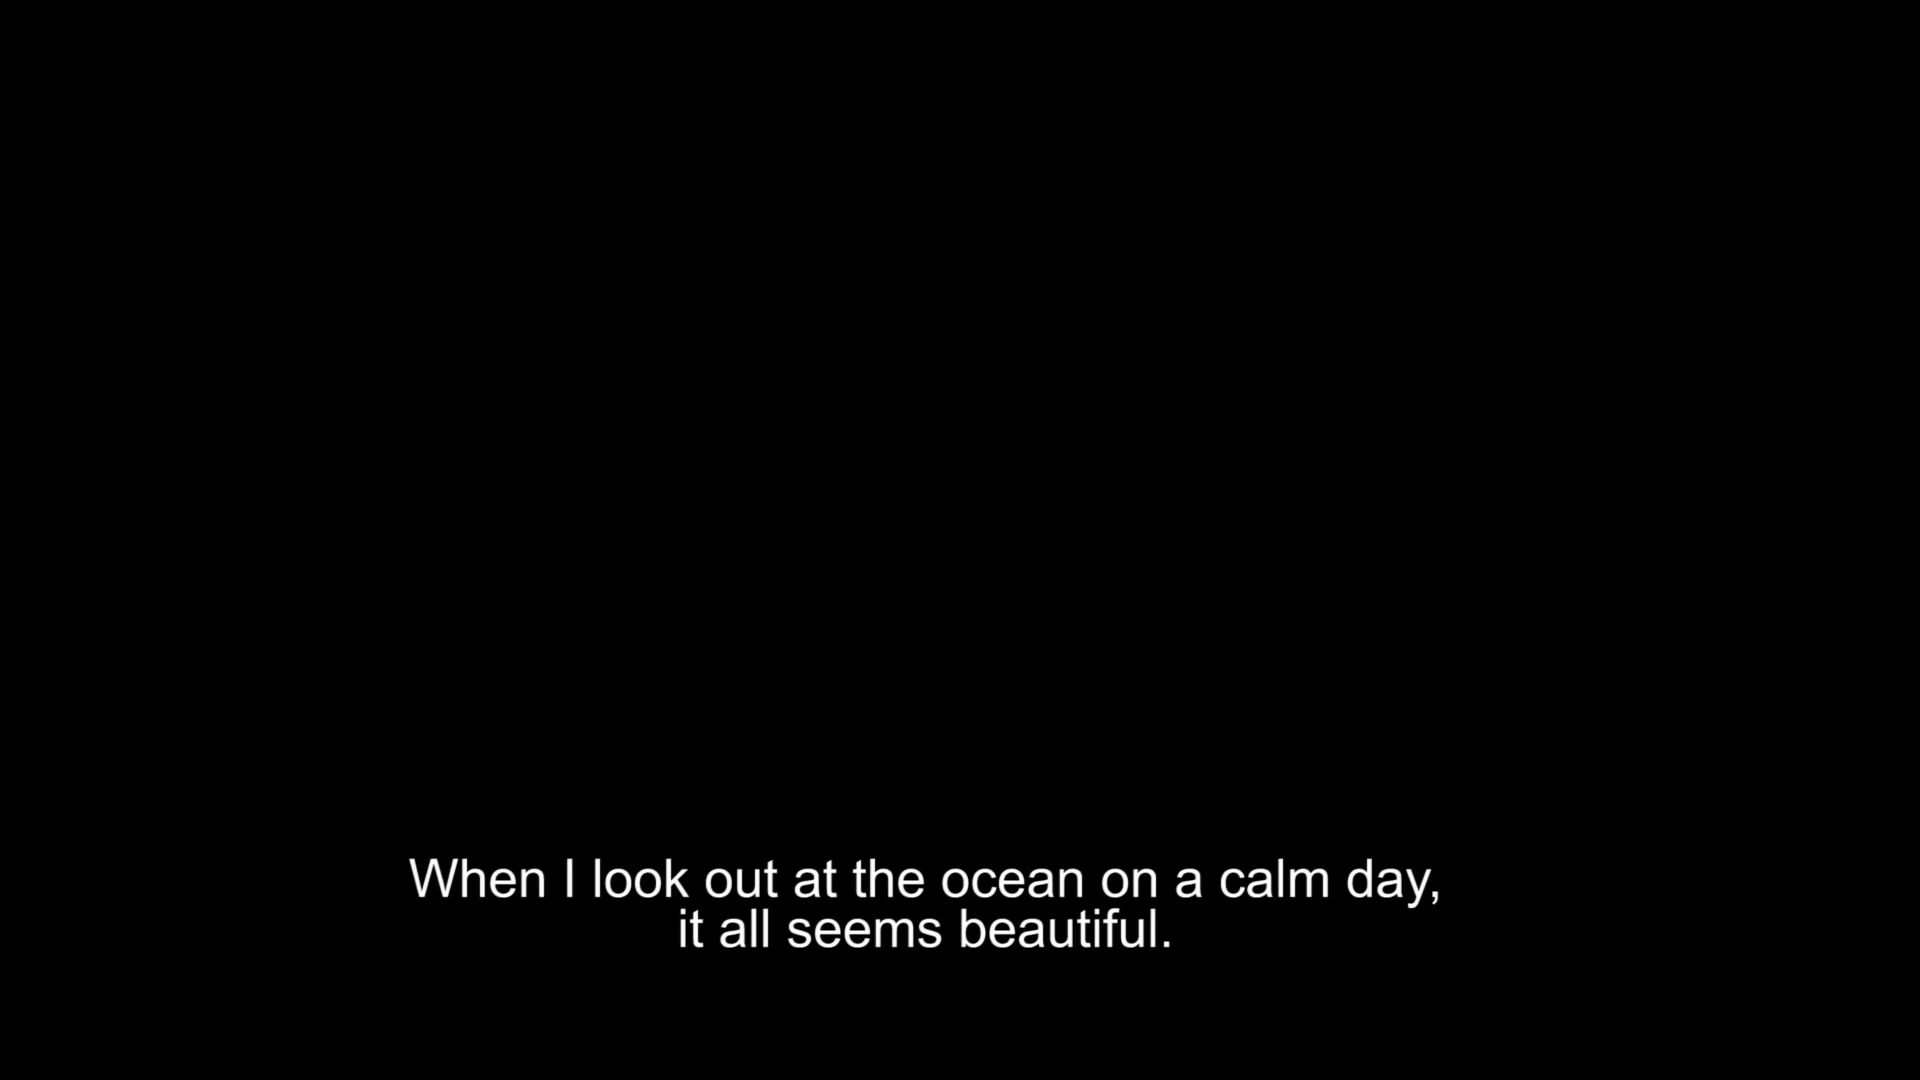 When I look out at the ocean on a calm day,
it all seems beautiful.